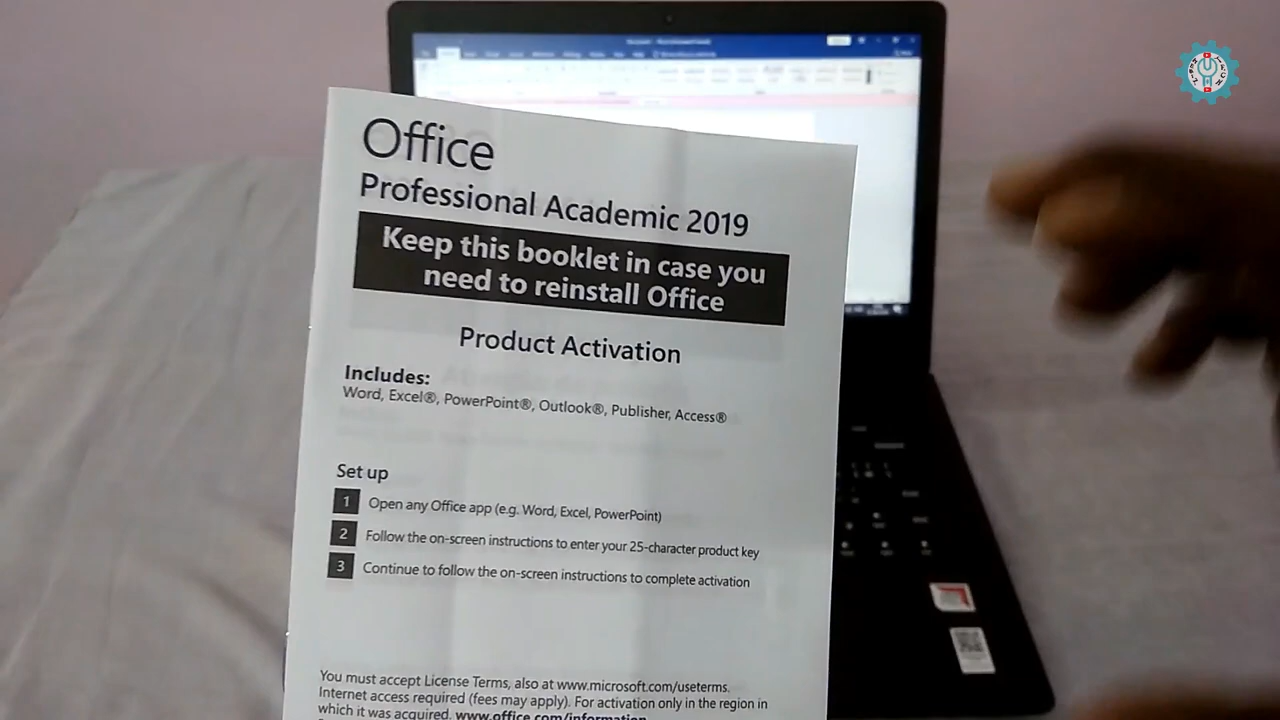 Office
Professional Academic 2019
Keep this booklet in case you
need to reinstall Office
Product Activation
Includes:
Word, Excel®, PowerPoint®, Outlook®, Publisher, Access®
Set up
1 Open any Office app (e.g. Word, Excel, PowerPoint)
2 Follow the on-screen instructions to enter your 25-character product key
3 Continue to follow the on-screen instructions to complete activation
You must accept License Terms, also at www.microsoft.com/useterms.
Internet access required (fees may apply). For activation only in the region in
which it was acquired. www.office.com/information